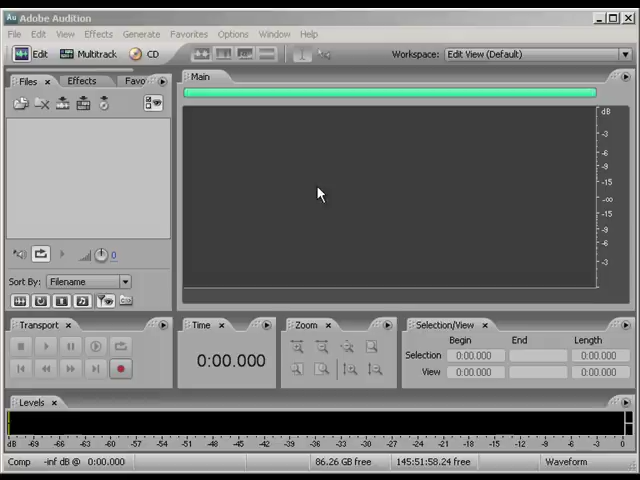 Au Adobe Audition
File Edit View Effects Generate Favorites Options Window Help
Edit Multitrack CD Workspace: Edit View (Default)
Files Effects Favo Main
dB
-3
-6
-9
-15
-∞
-15
-9
-6
-3
0
Sort By: Filename
Transport Time Zoom Selection/View
Begin End Length
Selection 0:00.000 0:00.000
0:00.000
View 0:00.000 0:00.000
Levels
dB -69 -66 -63 -60 -57 -54 -51 -48 -45 -42 -39 -36 -33 -30 -27 -24 -21 -18 -15 -12 -9 -6 -3 0
Comp -inf dB @ 0:00.000 86.26 GB free 145:51:58.24 free Waveform